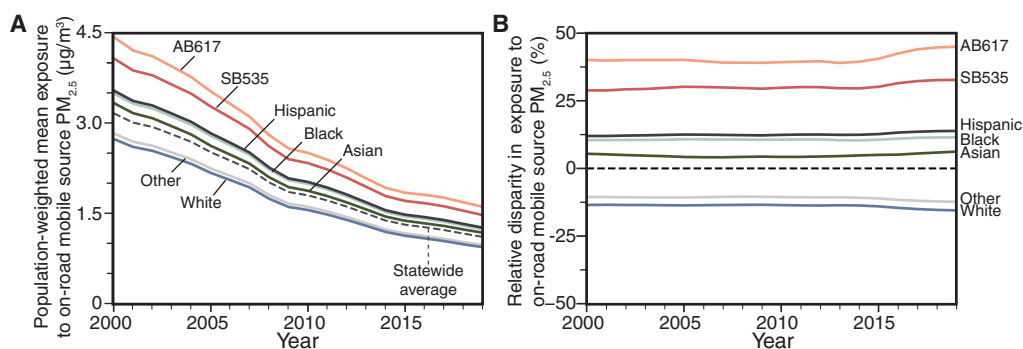 A
Population-weighted mean exposure
to on-road mobile source PM2.5 (μg/m³)
4.5
3.0
1.5
0
AB617
SB535
Hispanic
Black
Asian
Other
White
Statewide
average
2000
2005
2010
2015
Year
B
Relative disparity in exposure to
on-road mobile source PM2.5 (%)
50
25
0
-25
−50
AB617
SB535
Hispanic
Black
Asian
Other
White
2000
2005
2010
2015
Year